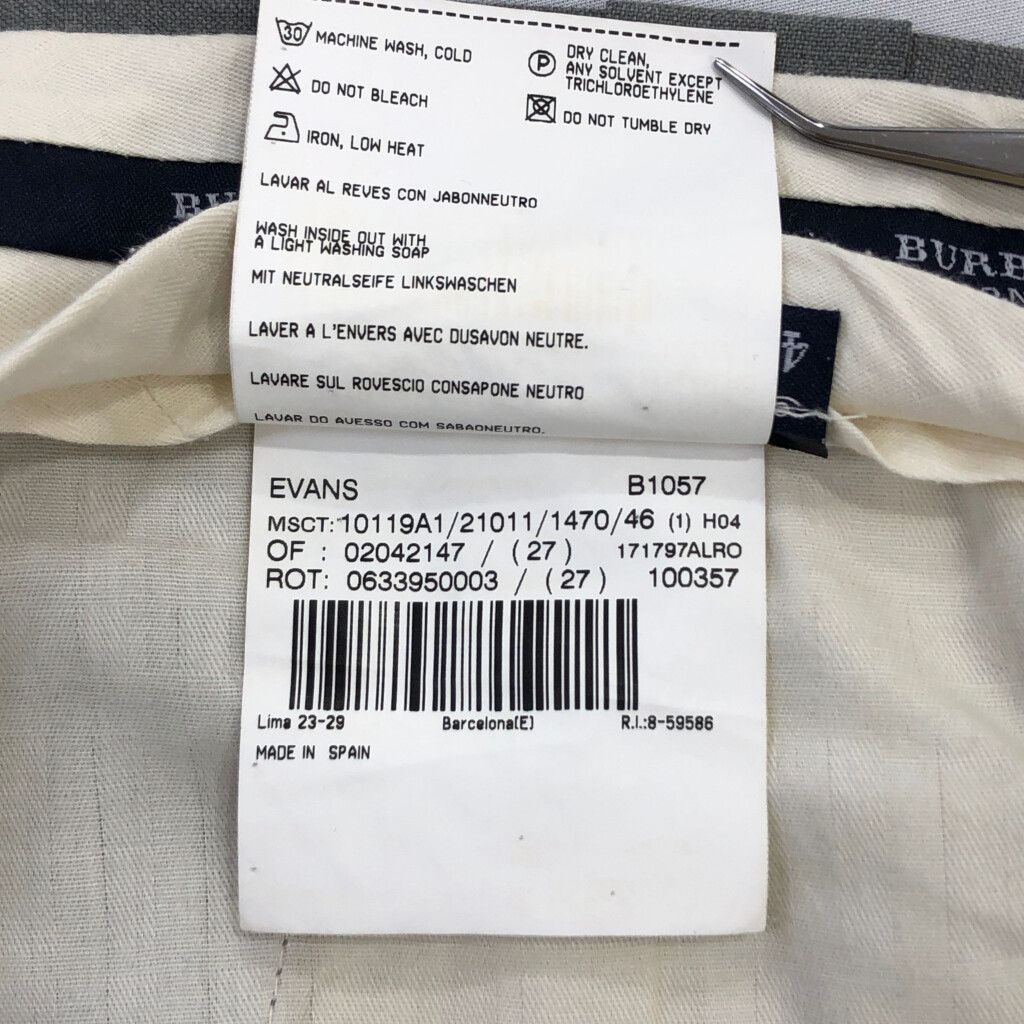 30 MACHINE WASH, COLD
P DRY CLEAN,
ANY SOLVENT EXCEPT
TRICHLOROETHYLENE
DO NOT BLEACH
DO NOT TUMBLE DRY
IRON, LOW HEAT
LAVAR AL REVES CON JABONNEUTRO
WASH INSIDE OUT WITH
A LIGHT WASHING SOAP
MIT NEUTRALSEIFE LINKSWASCHEN
LAVER A L'ENVERS AVEC DUSAVON NEUTRE.
LAVARE SUL ROVESCIO CONSAPONE NEUTRO
LAVAR DO AVESSO COM SABAONEUTRO.
BU
BURB
EVANS B1057
MSCT: 10119A1/21011/1470/46 (1) H04
OF : 02042147 / (27) 171797ALRO
ROT: 0633950003 / (27) 100357
Lima 23-29 Barcelona(E) R.I.:8-59586
MADE IN SPAIN